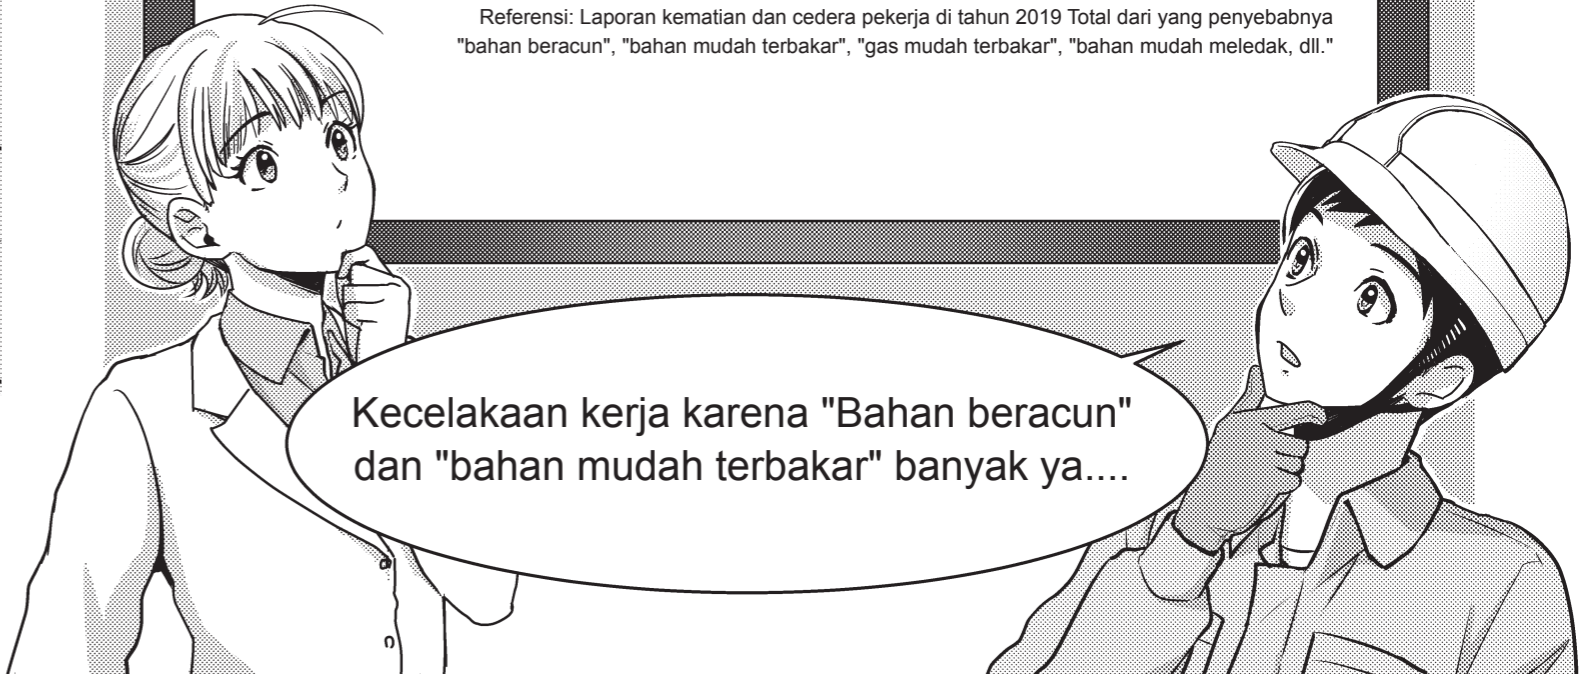 Referensi: Laporan kematian dan cedera pekerja di tahun 2019 Total dari yang penyebabnya
"bahan beracun", "bahan mudah terbakar", "gas mudah terbakar", "bahan mudah meledak, dll."
Kecelakaan kerja karena "Bahan beracun"
dan "bahan mudah terbakar" banyak ya....